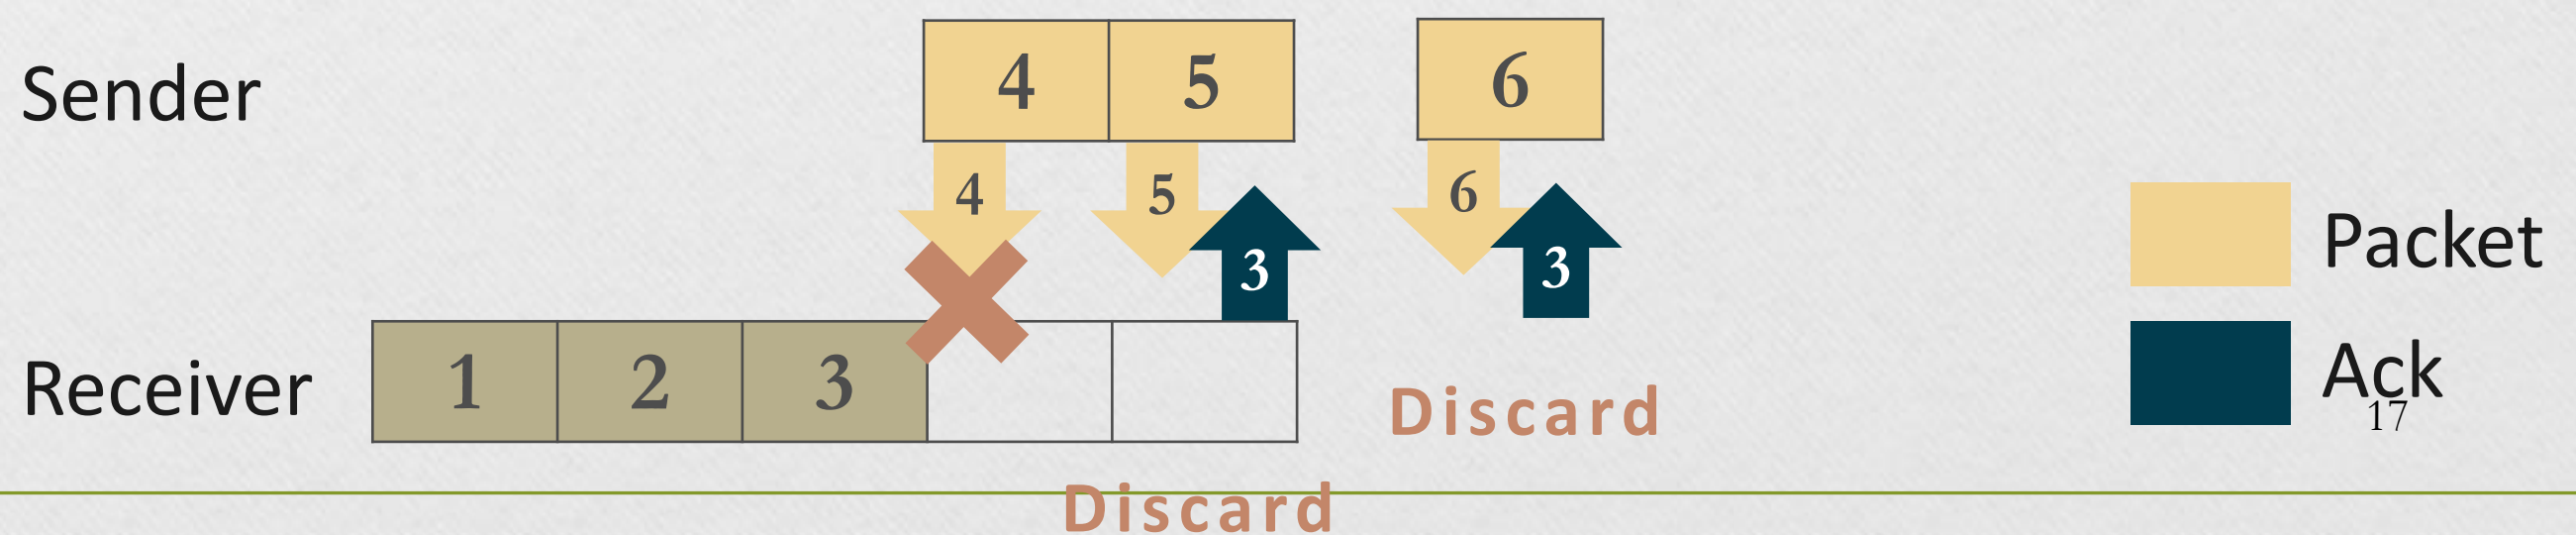 Sender
4 5 6
4 5 6
3 3
Packet
Receiver
1 2 3
Discard
Ack
17
Discard